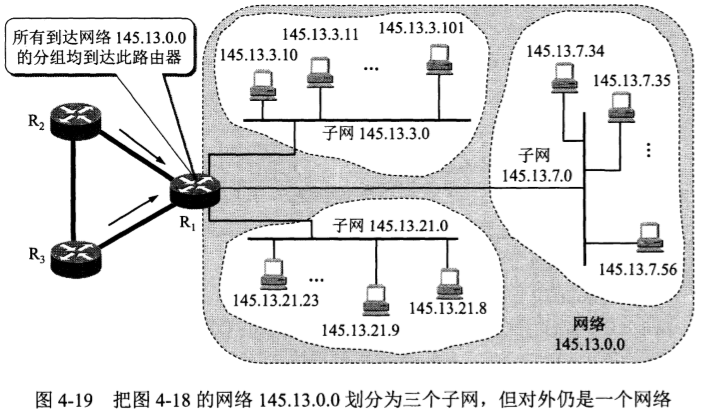 所有到达网络 145.13.0.0
的分组均到达此路由器
R₂
R₃
R₁
145.13.3.10
145.13.3.11
...
145.13.3.101
子网 145.13.3.0
145.13.7.34
145.13.7.35
...
子网
145.13.7.0
145.13.7.56
子网 145.13.21.0
145.13.21.23
...
145.13.21.9
145.13.21.8
网络
145.13.0.0
图 4-19 把图 4-18 的网络 145.13.0.0 划分为三个子网，但对外仍是一个网络